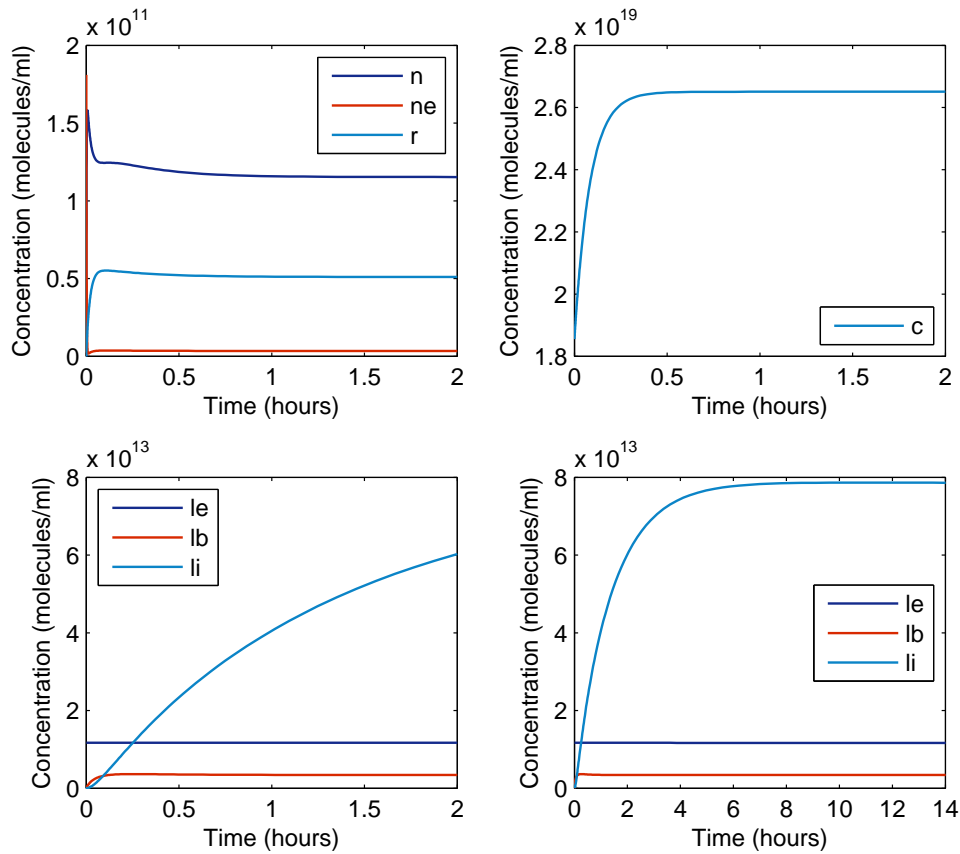 x 10^11
Concentration (molecules/ml)
2
1.5
1
0.5
0
n
ne
r
0 0.5 1 1.5 2
Time (hours)
x 10^19
Concentration (molecules/ml)
2.8
2.6
2.4
2.2
2
1.8
c
0 0.5 1 1.5 2
Time (hours)
x 10^13
Concentration (molecules/ml)
8
6
4
2
0
le
lb
li
0 0.5 1 1.5 2
Time (hours)
x 10^13
Concentration (molecules/ml)
8
6
4
2
0
le
lb
li
0 2 4 6 8 10 12 14
Time (hours)